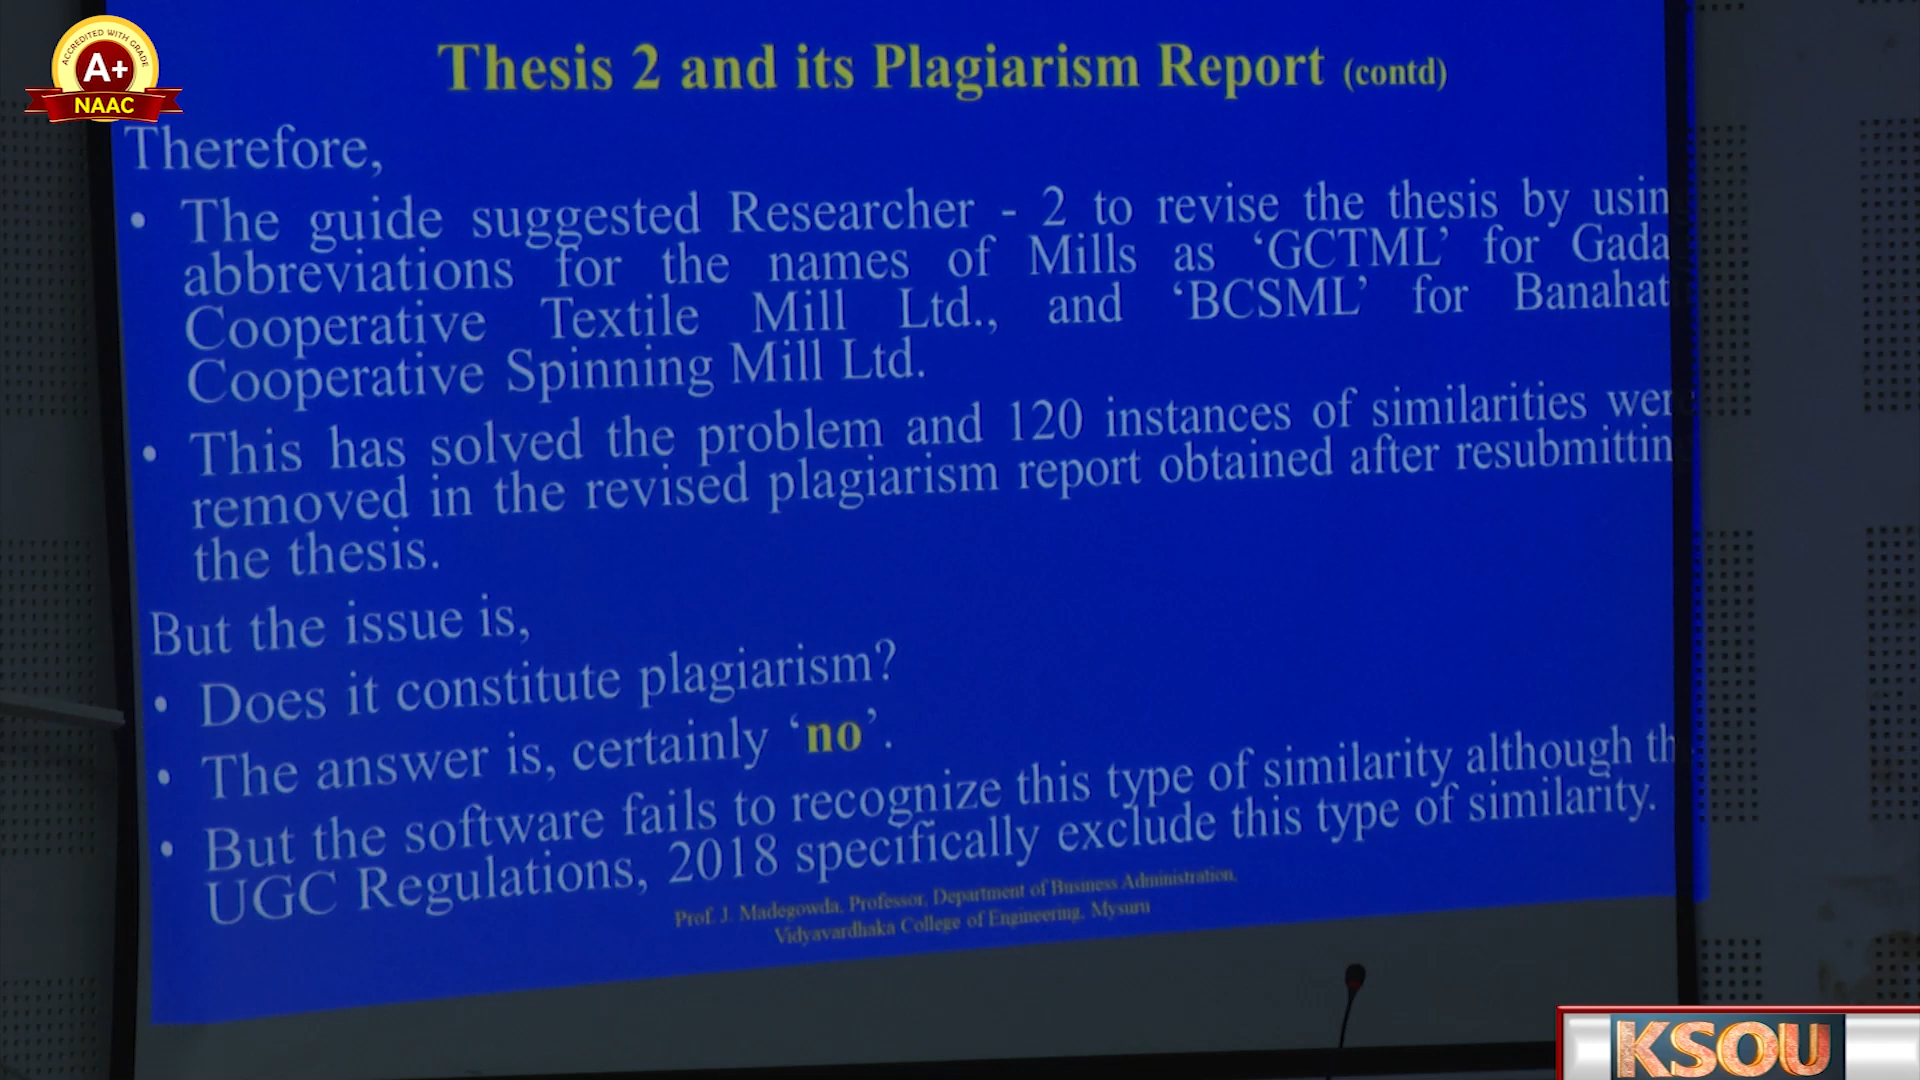 ACCREDITED WITH GRADE
A+
NAAC
Thesis 2 and its Plagiarism Report (contd)
Therefore,
• The guide suggested Researcher - 2 to revise the thesis by usin
abbreviations for the names of Mills as ‘GCTML’ for Gada
Cooperative Textile Mill Ltd., and ‘BCSML’ for Banahat
Cooperative Spinning Mill Ltd.
• This has solved the problem and 120 instances of similarities were
removed in the revised plagiarism report obtained after resubmittin
the thesis.
But the issue is,
• Does it constitute plagiarism?
• The answer is, certainly ‘no’.
• But the software fails to recognize this type of similarity although th
UGC Regulations, 2018 specifically exclude this type of similarity.
Prof. J. Madegowda, Professor, Department of Business Administration,
Vidyavardhaka College of Engineering, Mysuru
KSOU